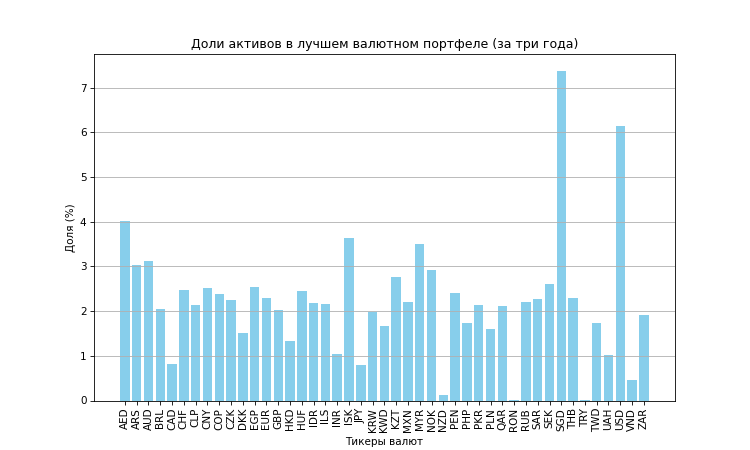 Доли активов в лучшем валютном портфеле (за три года)
7
6
5
4
3
2
1
0
Доля (%)
AED ARS AUD BRL CAD CHF CLP CNY COP CZK DKK EGP EUR GBP HKD HUF IDR ILS INR ISK JPY KRW KWD KZT MXN MYR NOK NZD PEN PHP PKR PLN QAR RON RUB SAR SEK SGD THB TRY TWD UAH USD VND ZAR
Тикеры валют